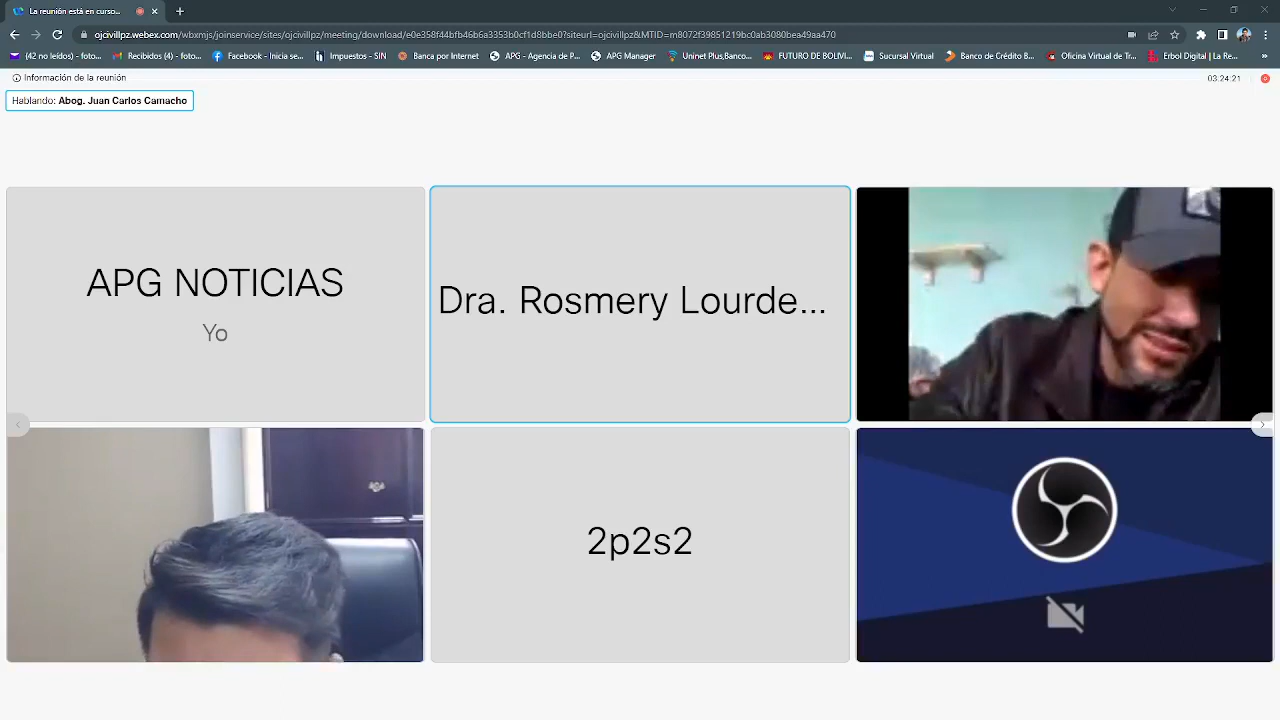 La reunión está en curso...
ojcivillpz.webex.com/wbxmjs/joinservice/sites/ojcivillpz/meeting/download/e0e358f44fb46b6a3353b0cf1d6bbe0?siteurl=ojcivillpz&MTID=m8072f39851219bc0ab3080bea49aa470
(42 no leído) - foto...
Recibidos (4) - foto...
Facebook - Inicia se...
Impuestos - SIN
Banca por Internet
APG - Agencia de P...
APG Manager
Uninet Plus,Banca...
FUTURO DE BOLIVI...
Sucursal Virtual
Banco de Crédito B...
Oficina Virtual de Tr...
Erbol Digital | La Re...
»
Información de la reunión
03:24:21
Hablando: Abog. Juan Carlos Camacho
APG NOTICIAS
Yo
Dra. Rosmery Lourde...
2p2s2